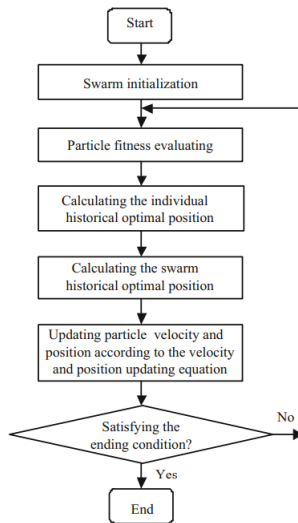 Start
Swarm initialization
Particle fitness evaluating
Calculating the individual
historical optimal position
Calculating the swarm
historical optimal position
Updating particle velocity and
position according to the velocity
and position updating equation
Satisfying the
ending condition?
No
Yes
End